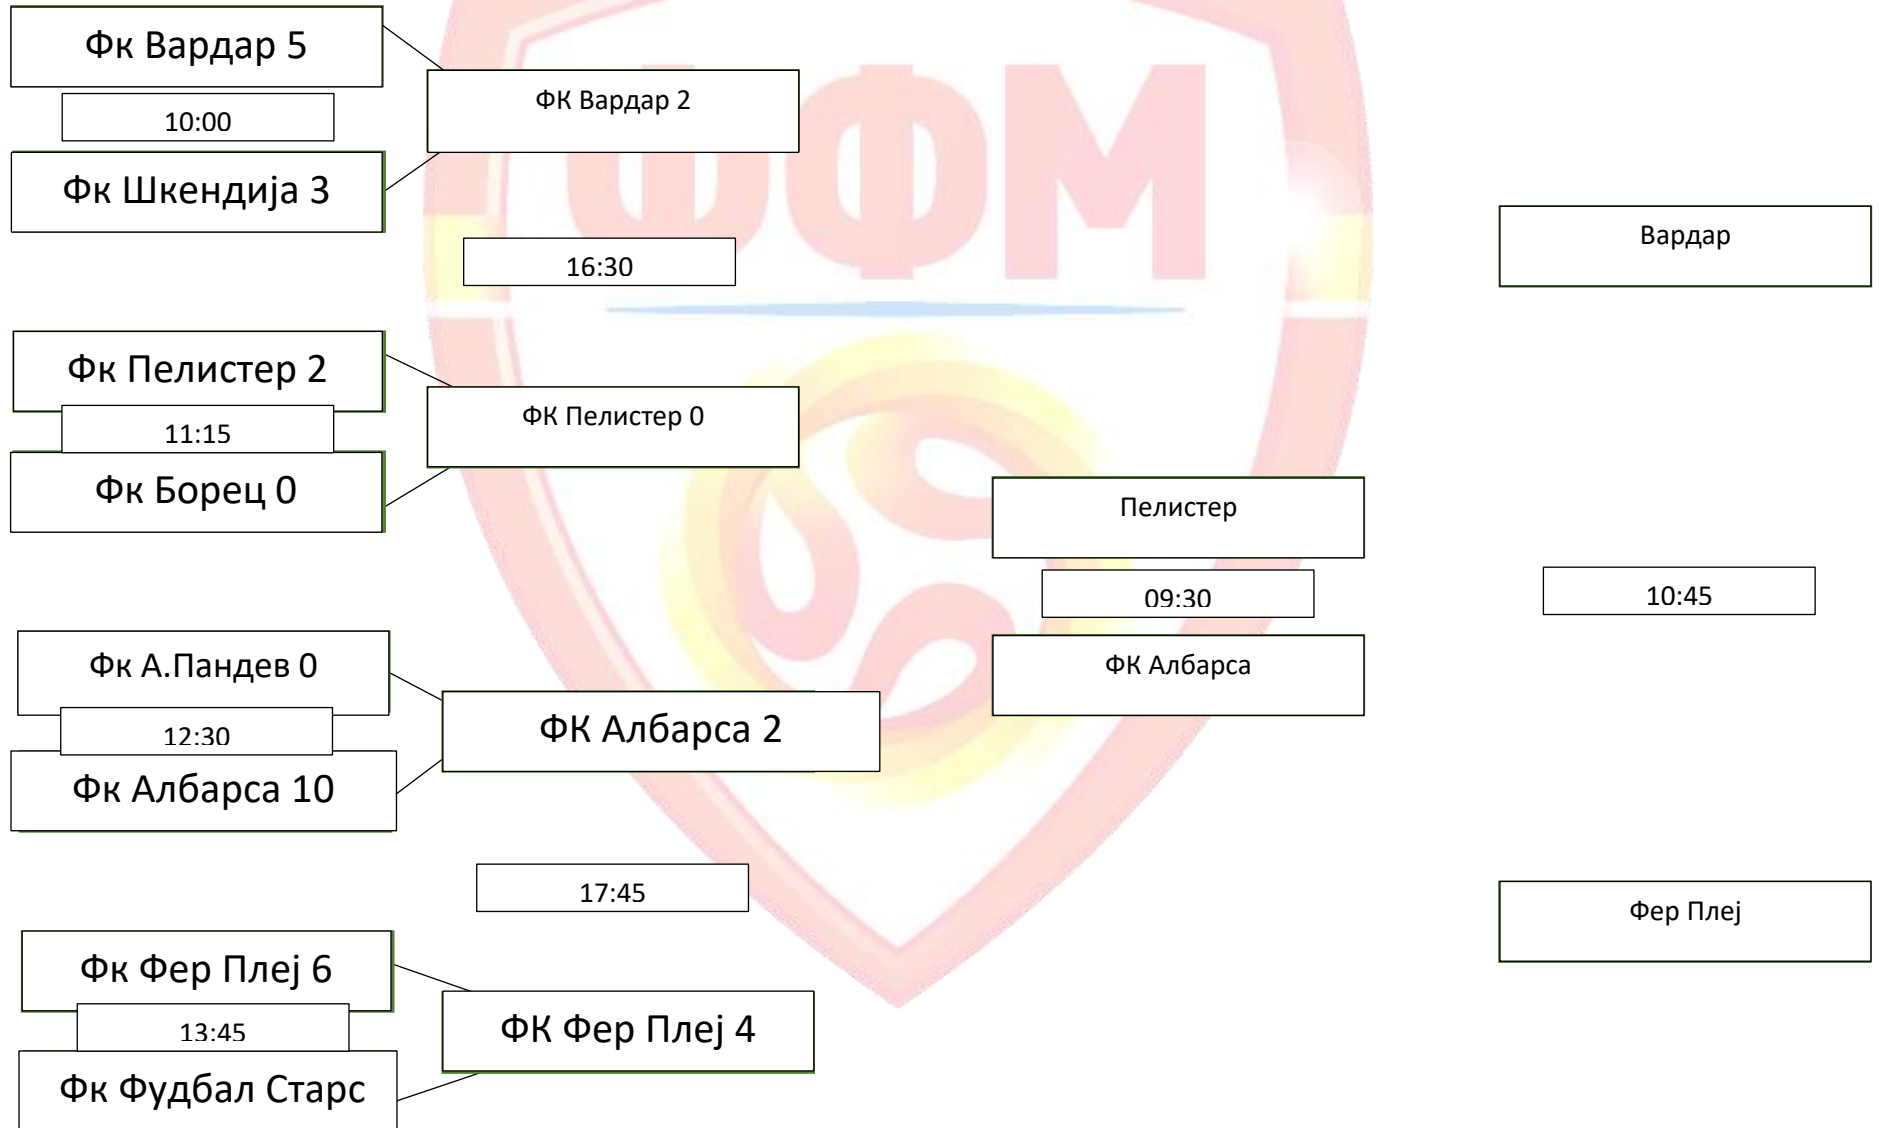 Фк Вардар 5
10:00
Фк Шкендија 3
ФК Вардар 2
16:30
Фк Пелистер 2
11:15
Фк Борец 0
ФК Пелистер 0
Фк А.Пандев 0
12:30
Фк Албарса 10
ФК Албарса 2
17:45
Фк Фер Плеј 6
13:45
Фк Фудбал Старс
ФК Фер Плеј 4
Пелистер
09:30
ФК Албарса
Вардар
10:45
Фер Плеј
ФФМ